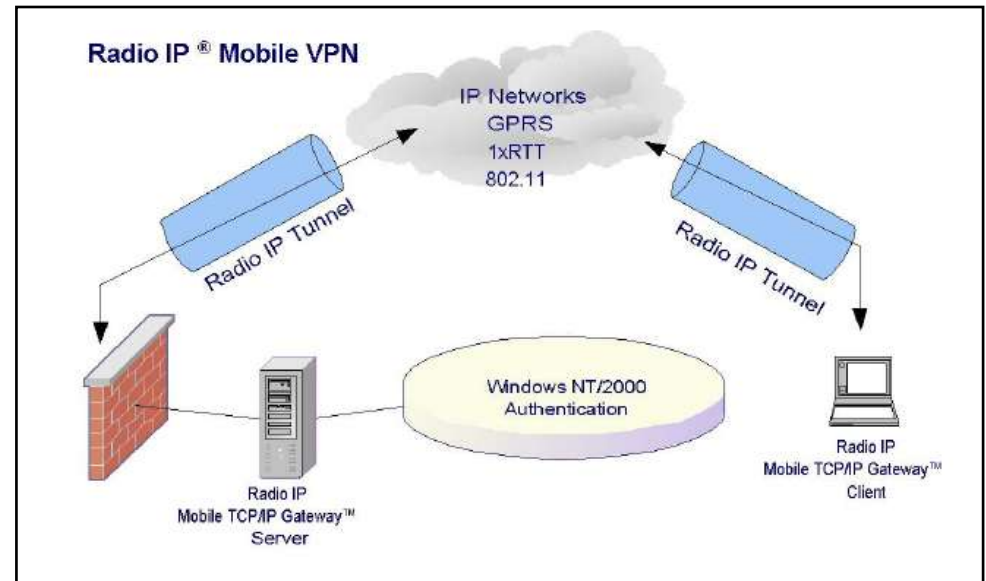 Radio IP ® Mobile VPN
IP Networks
GPRS
1xRTT
802.11
Radio IP Tunnel
Radio IP Tunnel
Windows NT/2000
Authentication
Radio IP
Mobile TCP/IP Gateway™
Server
Radio IP
Mobile TCP/IP Gateway™
Client